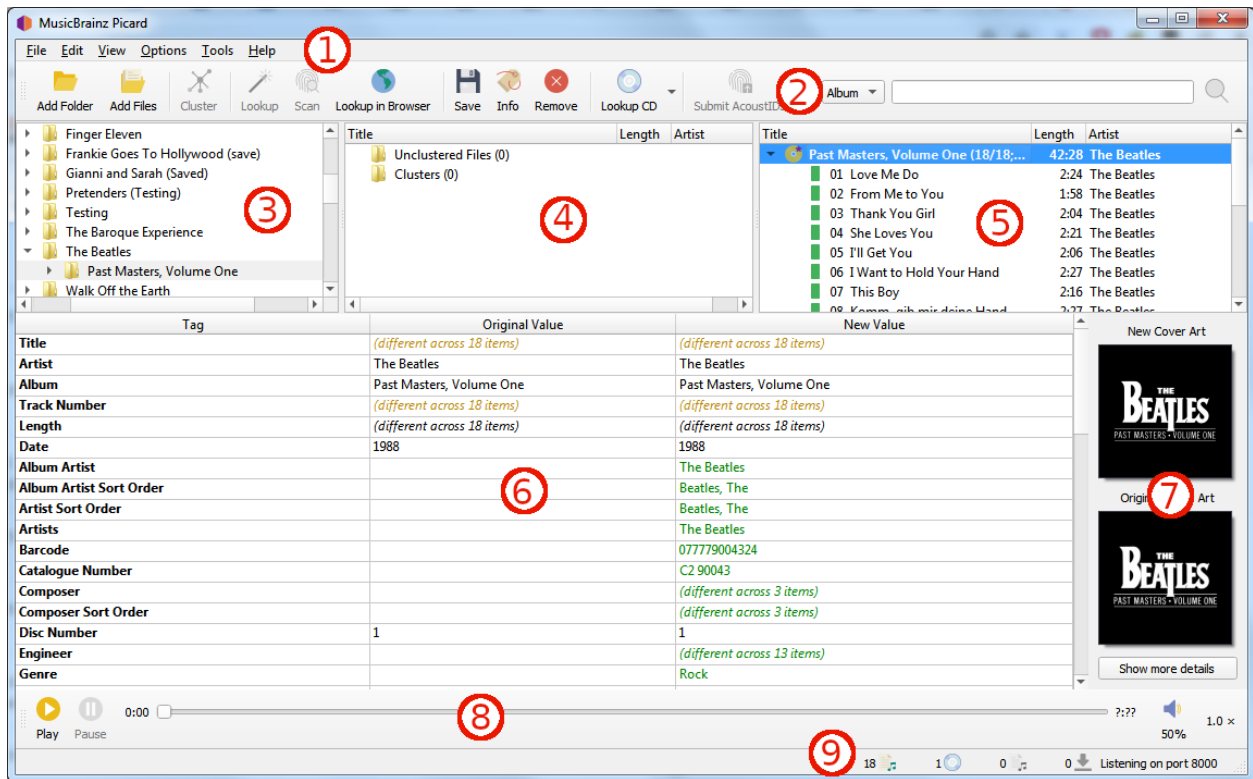 MusicBrainz Picard
File Edit View Options Tools Help
1
Add Folder Add Files Cluster Lookup Scan Lookup in Browser Save Info Remove Lookup CD Submit AcoustIDs 2 Album
Finger Eleven
Frankie Goes To Hollywood (save)
Gianni and Sarah (Saved)
Pretenders (Testing)
Testing
The Baroque Experience
The Beatles
Past Masters, Volume One
Walk Off the Earth
3
Title Length Artist
Unclustered Files (0)
Clusters (0)
4
Title Length Artist
Past Masters, Volume One (18/18;... 42:28 The Beatles
01 Love Me Do 2:24 The Beatles
02 From Me to You 1:58 The Beatles
03 Thank You Girl 2:04 The Beatles
04 She Loves You 2:21 The Beatles
05 I'll Get You 2:06 The Beatles
06 I Want to Hold Your Hand 2:27 The Beatles
07 This Boy 2:16 The Beatles
08 Komm, gib mir deine Hand 2:27 The Beatles
5
Tag Original Value New Value
Title (different across 18 items) (different across 18 items)
Artist The Beatles The Beatles
Album Past Masters, Volume One Past Masters, Volume One
Track Number (different across 18 items) (different across 18 items)
Length (different across 18 items) (different across 18 items)
Date 1988 1988
Album Artist The Beatles
Album Artist Sort Order Beatles, The
Artist Sort Order Beatles, The
Artists The Beatles
Barcode 077779004324
Catalogue Number C2 90043
Composer (different across 3 items)
Composer Sort Order (different across 3 items)
Disc Number 1 1
Engineer (different across 13 items)
Genre Rock
6
New Cover Art
THE
BEATLES
PAST MASTERS • VOLUME ONE
7
Art
THE
BEATLES
PAST MASTERS • VOLUME ONE
Show more details
Play Pause 0:00 8 ?:?? 50% 1.0 ×
9 18 1 0 0 Listening on port 8000